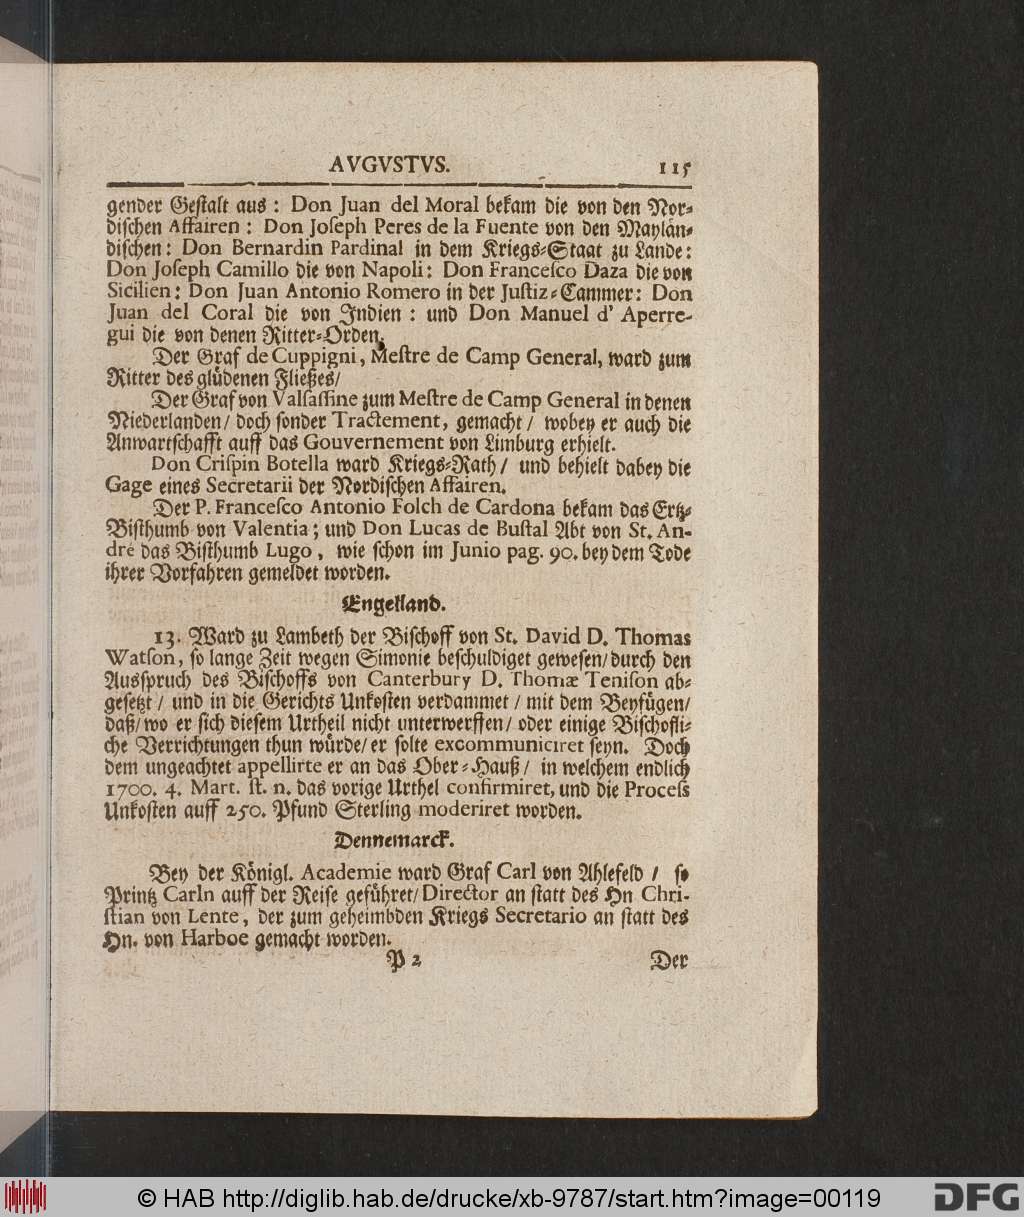 AVGVSTVS. 115
gender Geſtalt aus: Don Juan del Moral bekam die von den Nor-
diſchen Affairen: Don Joſeph Peres de la Fuente von den Maylän-
diſchen: Don Bernardin Pardinal in dem Kriegs-Staat zu Lande:
Don Joſeph Camillo die von Napoli: Don Franceſco Daza die von
Sicilien: Don Juan Antonio Romero in der Juſtiz-Cammer: Don
Juan del Coral die von Indien: und Don Manuel d' Aperre-
gui die von denen Ritter-Orden.
Der Graf de Cuppigni, Meſtre de Camp General, ward zum
Ritter des glüdenen Fließes/
Der Graf von Valſaſſine zum Meſtre de Camp General in denen
Niederlanden/ doch ſonder Tractement, gemacht/ wobey er auch die
Anwartſchafft auff das Gouvernement von Limburg erhielt.
Don Criſpin Botella ward Kriegs-Rath/ und behielt dabey die
Gage eines Secretarii der Nordiſchen Affairen.
Der P. Franceſco Antonio Folch de Cardona bekam das Ertz-
Biſthumb von Valentia; und Don Lucas de Buſtal Abt von St. An-
dré das Biſthumb Lugo, wie ſchon im Junio pag. 90. bey dem Tode
ihrer Vorfahren gemeldet worden.
Engelland.
13. Ward zu Lambeth der Biſchoff von St. David D. Thomas
Watſon, ſo lange Zeit wegen Simonie beſchuldiget geweſen/ durch den
Ausſpruch des Biſchoffs von Canterbury D. Thomæ Teniſon ab-
geſetzt/ und in die Gerichts Unkoſten verdammet/ mit dem Beyfügen/
daß/ wo er ſich dieſem Urtheil nicht unterwerffen/ oder einige Biſchofli-
che Verrichtungen thun würde/ er ſolte excommuniciret ſeyn. Doch
dem ungeachtet appellirte er an das Ober-Hauß/ in welchem endlich
1700. 4. Mart. ſt. n. das vorige Urthel confirmiret, und die Proceſs
Unkoſten auff 250. Pfund Sterling moderiret worden.
Dennemarck.
Bey der Königl. Academie ward Graf Carl von Ahlefeld/ ſo
Printz Carln auff der Reiſe geführet/ Director an ſtatt des Hn Chri-
ſtian von Lente, der zum geheimbden Kriegs Secretario an ſtatt des
Hn. von Harboe gemacht worden.
P 2 Der
© HAB http://diglib.hab.de/drucke/xb-9787/start.htm?image=00119
DFG